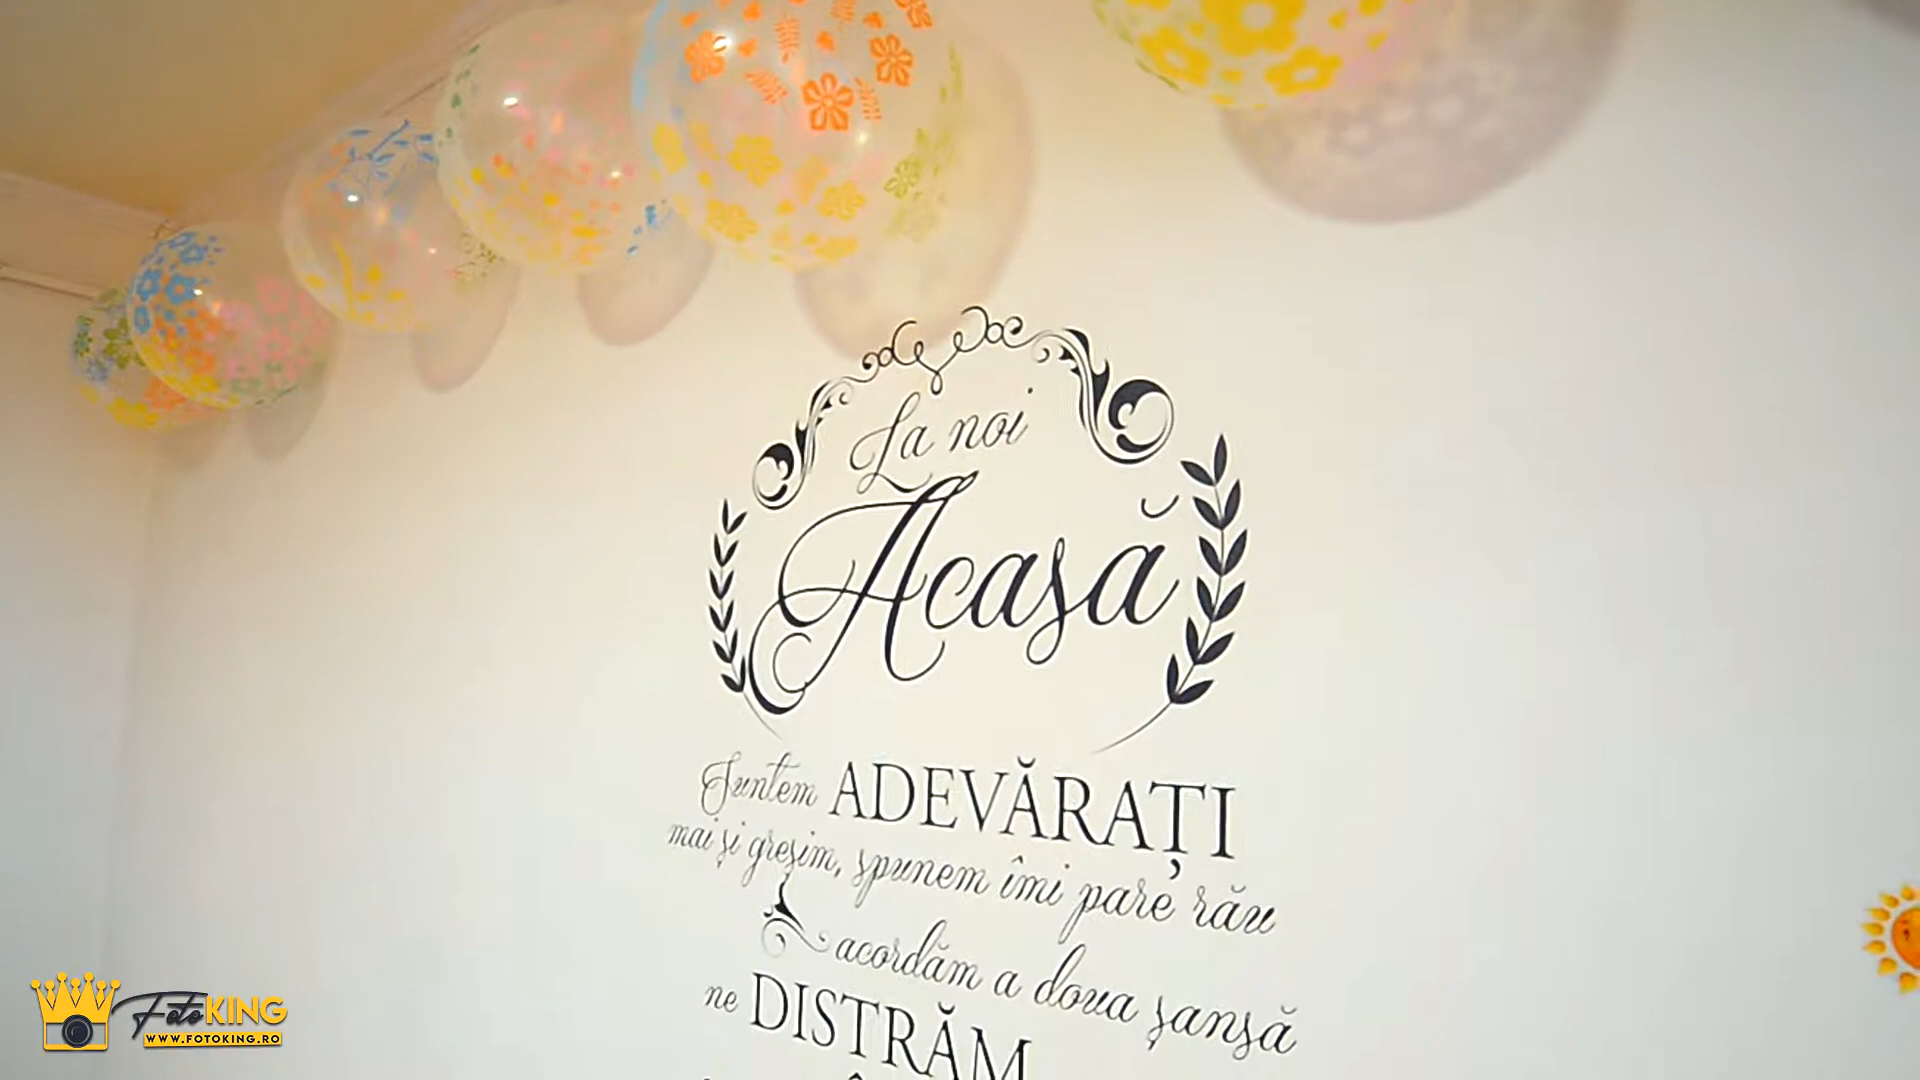 La noi
Acasă
Suntem ADEVĂRAȚI
mai și greșim, spunem îmi pare rău
acordăm a doua șansă
ne DISTRĂM
FotoKING
WWW.FOTOKING.RO